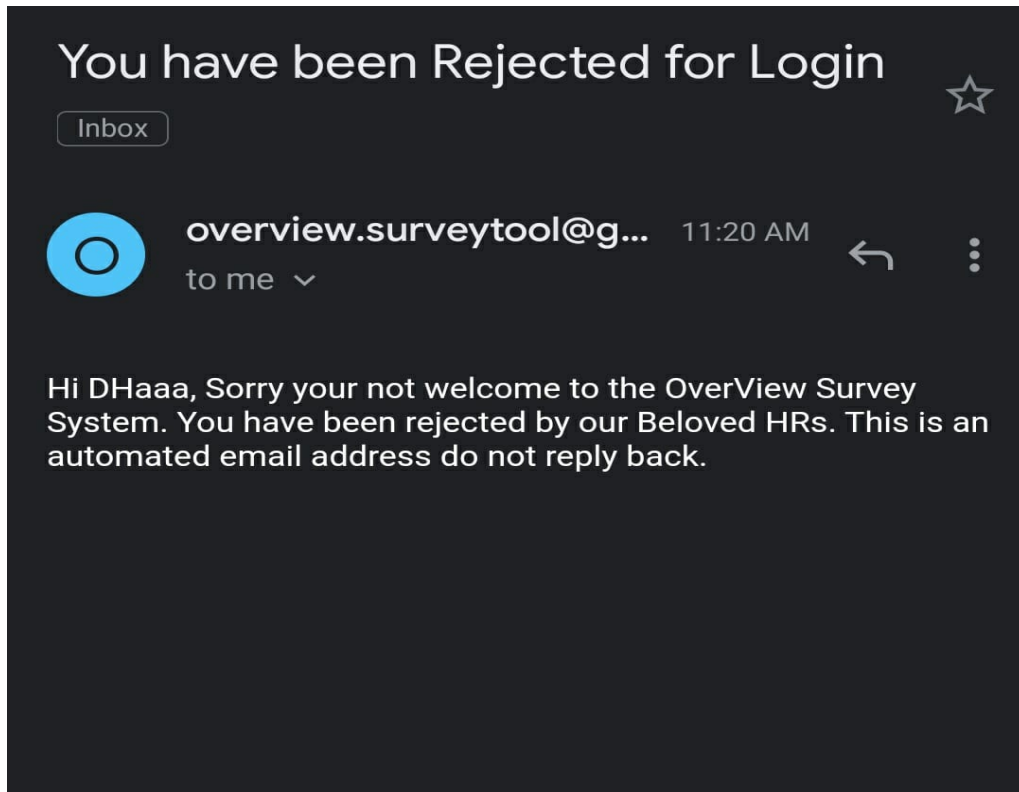 You have been Rejected for Login
Inbox
O
overview.surveytool@g... 11:20 AM
to me
Hi DHaaa, Sorry your not welcome to the OverView Survey
System. You have been rejected by our Beloved HRs. This is an
automated email address do not reply back.